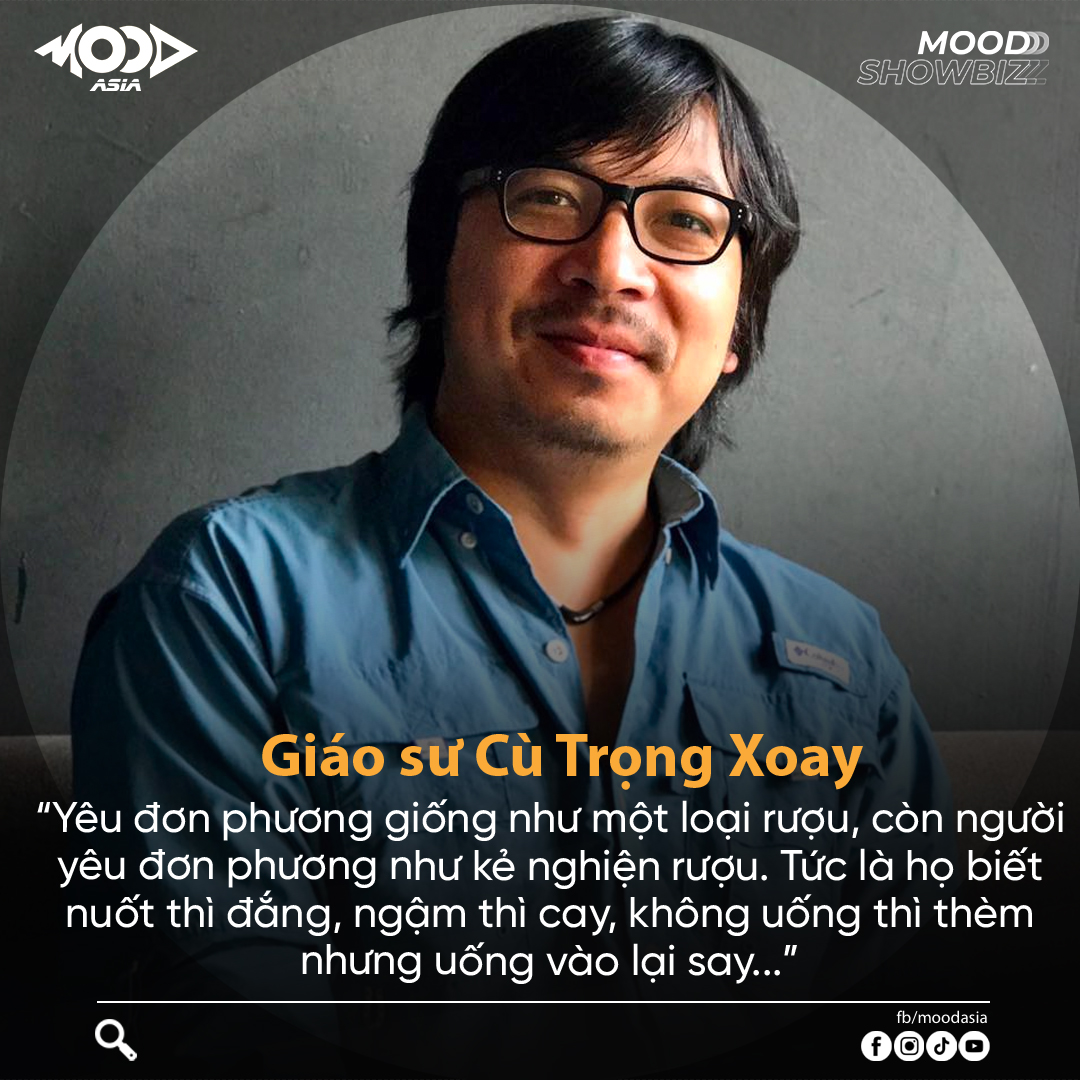 MOOD
ASIA
MOOD
SHOWBIZ
Giáo sư Cù Trọng Xoay
“Yêu đơn phương giống như một loại rượu, còn người
yêu đơn phương như kẻ nghiện rượu. Tức là họ biết
nuốt thì đắng, ngậm thì cay, không uống thì thèm
nhưng uống vào lại say...”
fb/moodasia